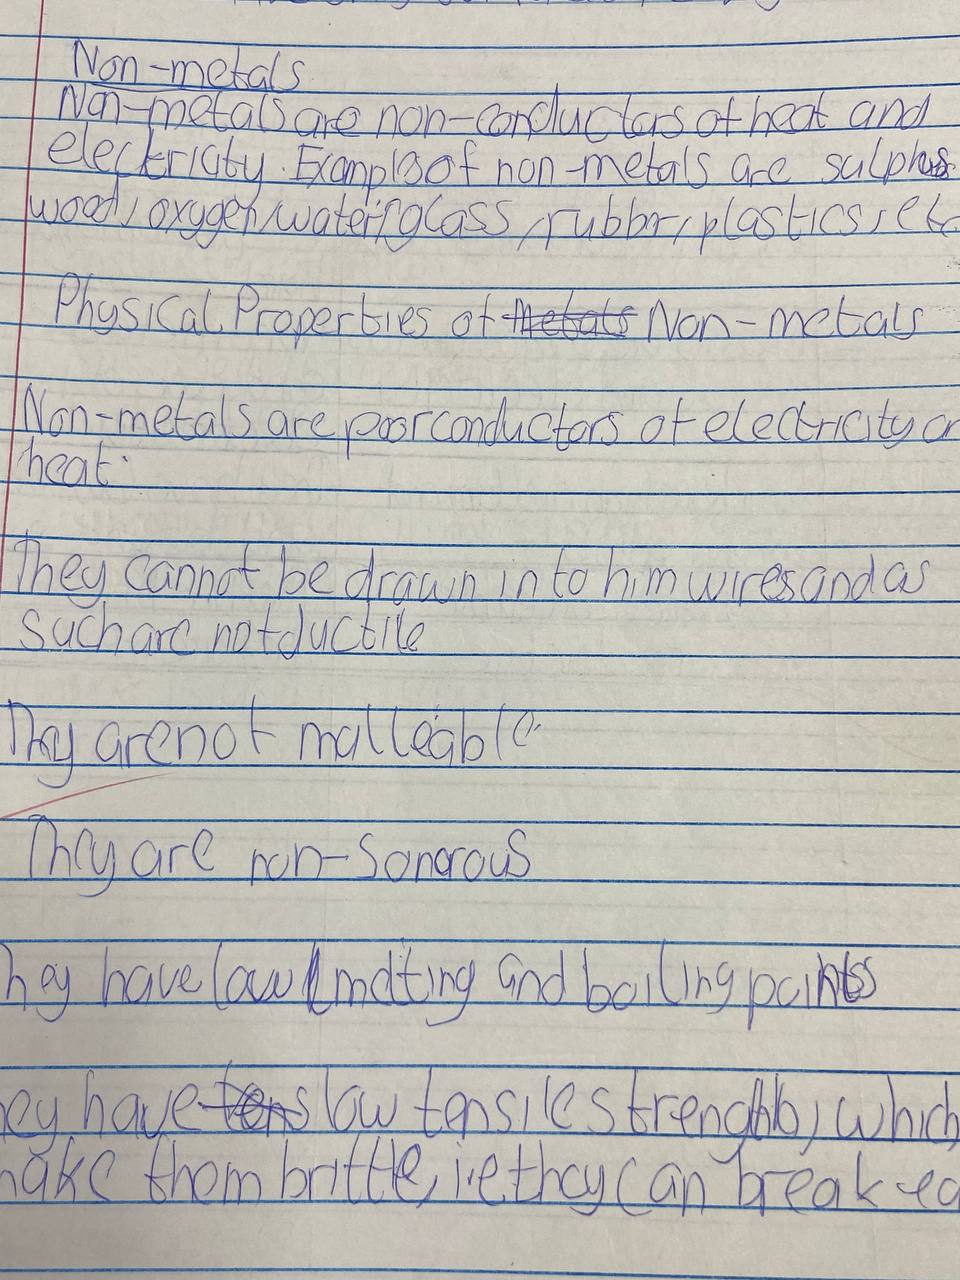 Non-metals
Non-metals are non-conductors of heat and
electricity. Examples of non-metals are sulphur
wood, oxygen, water, glass, rubber, plastics, etc
Physical Properties of Metals Non-metals
Non-metals are poor conductors of electricity or
heat.
They cannot be drawn in to him wires and as
such are not ductile
They are not malleable.
They are non-sonorous
hey have low melting and boiling points
ey have tens low tensile strength, which
make them brittle, i.e they can break ea